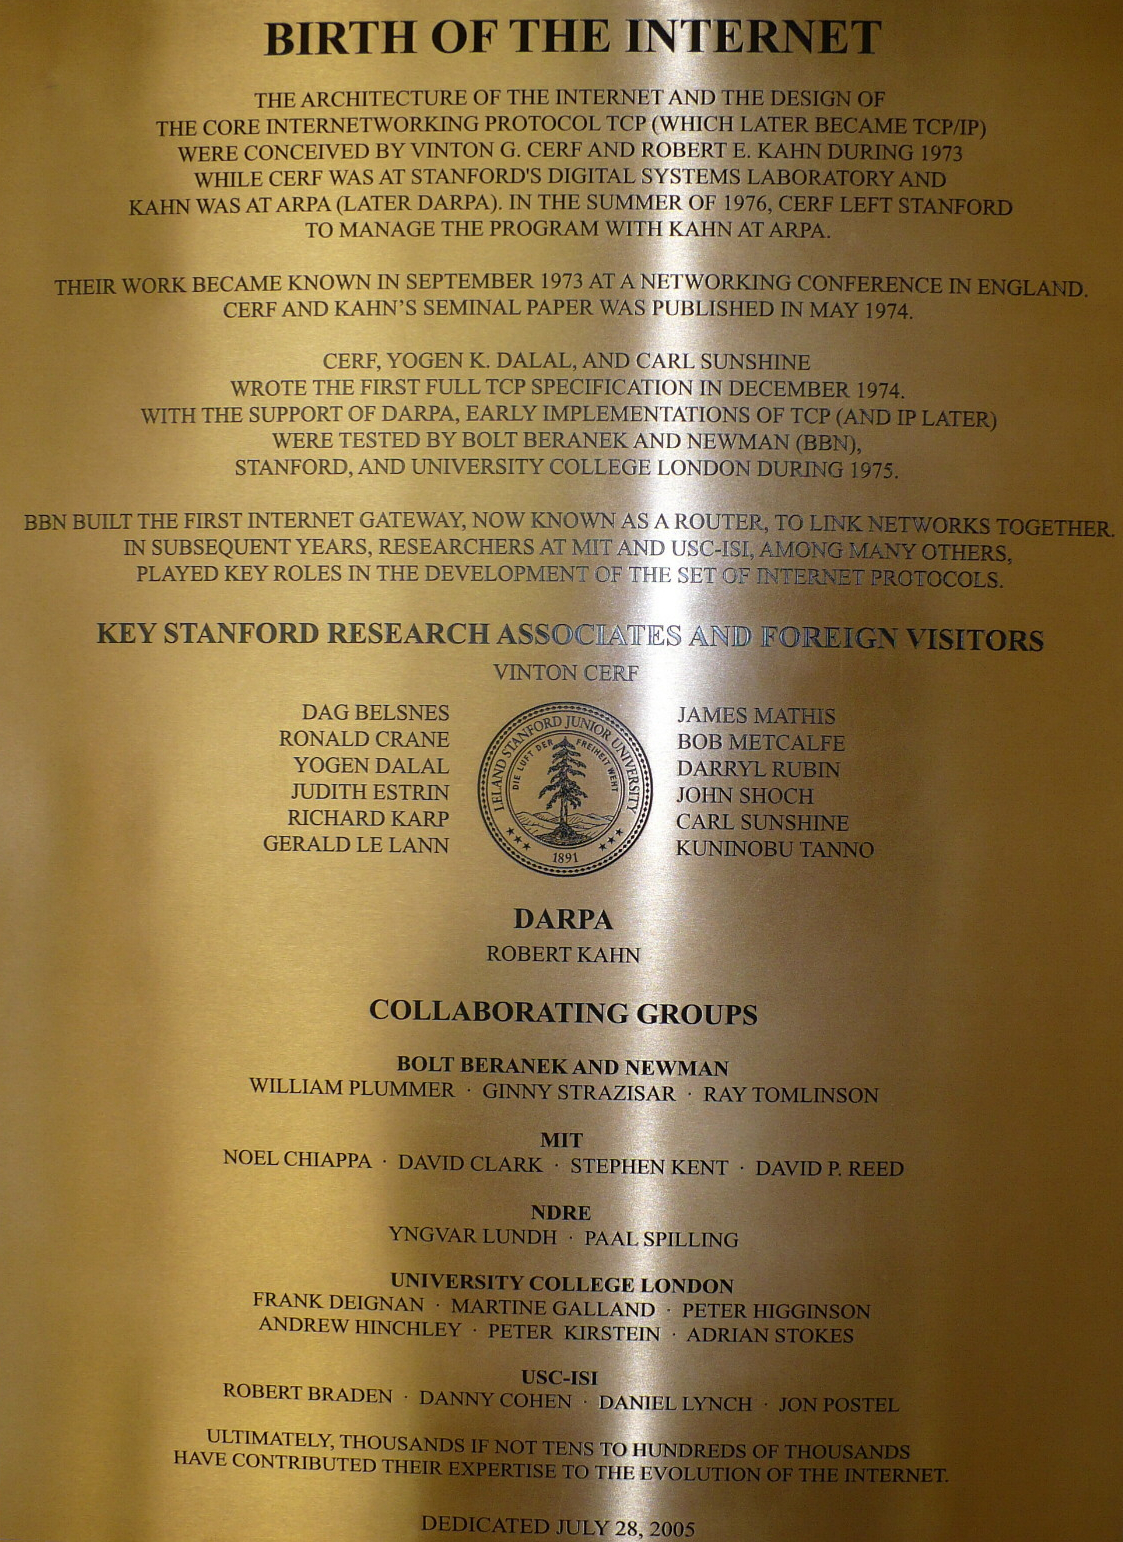 BIRTH OF THE INTERNET
THE ARCHITECTURE OF THE INTERNET AND THE DESIGN OF
THE CORE INTERNETWORKING PROTOCOL TCP (WHICH LATER BECAME TCP/IP)
WERE CONCEIVED BY VINTON G. CERF AND ROBERT E. KAHN DURING 1973
WHILE CERF WAS AT STANFORD'S DIGITAL SYSTEMS LABORATORY AND
KAHN WAS AT ARPA (LATER DARPA). IN THE SUMMER OF 1976, CERF LEFT STANFORD
TO MANAGE THE PROGRAM WITH KAHN AT ARPA.
THEIR WORK BECAME KNOWN IN SEPTEMBER 1973 AT A NETWORKING CONFERENCE IN ENGLAND.
CERF AND KAHN'S SEMINAL PAPER WAS PUBLISHED IN MAY 1974.
CERF, YOGEN K. DALAL, AND CARL SUNSHINE
WROTE THE FIRST FULL TCP SPECIFICATION IN DECEMBER 1974.
WITH THE SUPPORT OF DARPA, EARLY IMPLEMENTATIONS OF TCP (AND IP LATER)
WERE TESTED BY BOLT BERANEK AND NEWMAN (BBN),
STANFORD, AND UNIVERSITY COLLEGE LONDON DURING 1975.
BBN BUILT THE FIRST INTERNET GATEWAY, NOW KNOWN AS A ROUTER, TO LINK NETWORKS TOGETHER.
IN SUBSEQUENT YEARS, RESEARCHERS AT MIT AND USC-ISI, AMONG MANY OTHERS,
PLAYED KEY ROLES IN THE DEVELOPMENT OF THE SET OF INTERNET PROTOCOLS.
KEY STANFORD RESEARCH ASSOCIATES AND FOREIGN VISITORS
VINTON CERF
DAG BELSNES
RONALD CRANE
YOGEN DALAL
JUDITH ESTRIN
RICHARD KARP
GERALD LE LANN
LELAND STANFORD JUNIOR UNIVERSITY
DIE LUFT DER FREIHEIT WEHT
1891
JAMES MATHIS
BOB METCALFE
DARRYL RUBIN
JOHN SHOCH
CARL SUNSHINE
KUNINOBU TANNO
DARPA
ROBERT KAHN
COLLABORATING GROUPS
BOLT BERANEK AND NEWMAN
WILLIAM PLUMMER · GINNY STRAZISAR · RAY TOMLINSON
MIT
NOEL CHIAPPA · DAVID CLARK · STEPHEN KENT · DAVID P. REED
NDRE
YNGVAR LUNDH · PAAL SPILLING
UNIVERSITY COLLEGE LONDON
FRANK DEIGNAN · MARTINE GALLAND · PETER HIGGINSON
ANDREW HINCHLEY · PETER KIRSTEIN · ADRIAN STOKES
USC-ISI
ROBERT BRADEN · DANNY COHEN · DANIEL LYNCH · JON POSTEL
ULTIMATELY, THOUSANDS IF NOT TENS TO HUNDREDS OF THOUSANDS
HAVE CONTRIBUTED THEIR EXPERTISE TO THE EVOLUTION OF THE INTERNET.
DEDICATED JULY 28, 2005